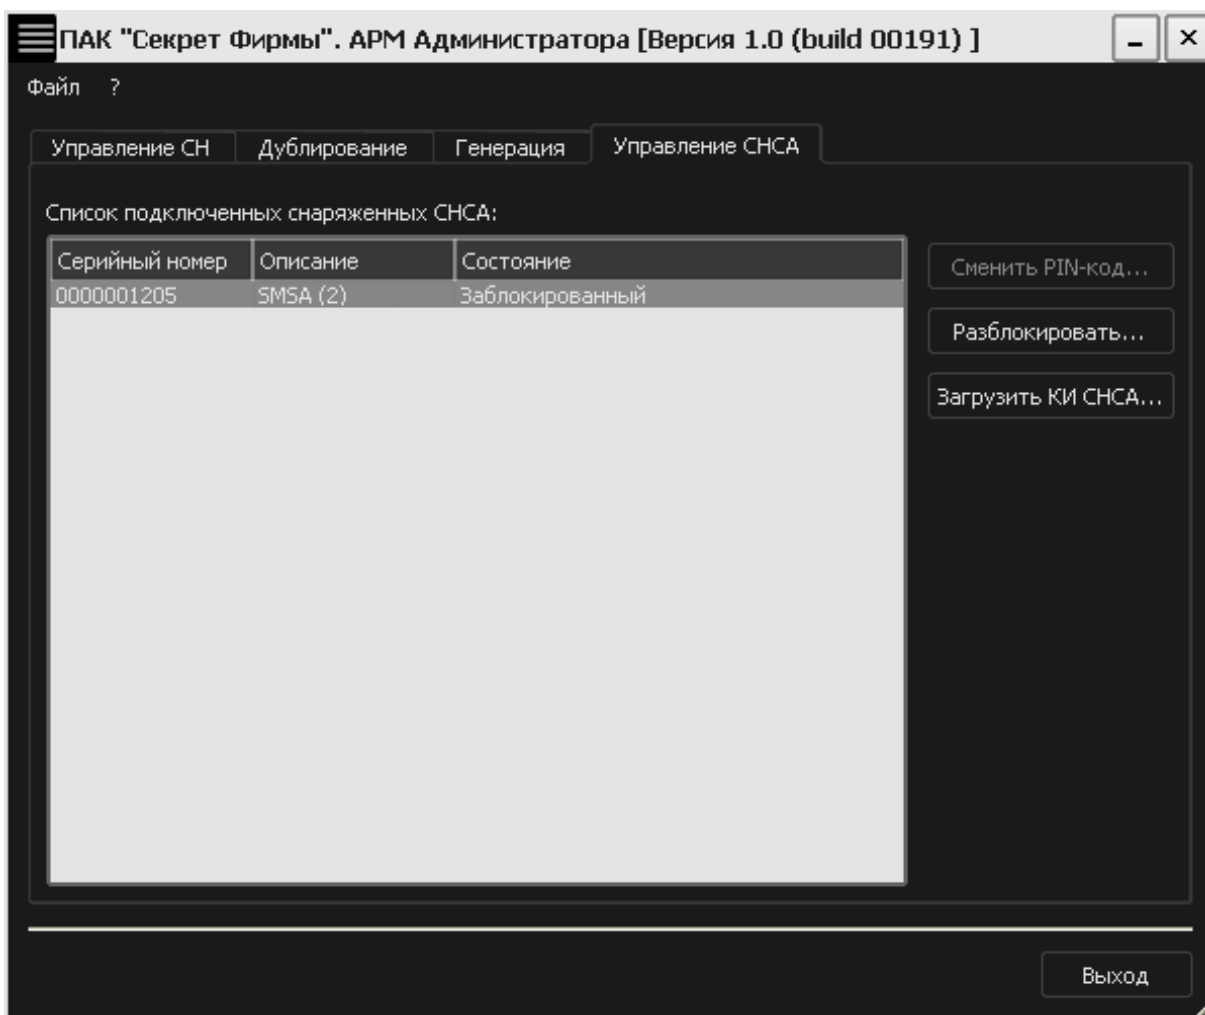 ПАК "Секрет Фирмы". АРМ Администратора [Версия 1.0 (build 00191) ]
Файл ?
Управление СН Дублирование Генерация Управление СНСА
Список подключенных снаряженных СНСА:
Серийный номер Описание Состояние
0000001205 SMSA (2) Заблокированный
Сменить PIN-код...
Разблокировать...
Загрузить КИ СНСА...
Выход